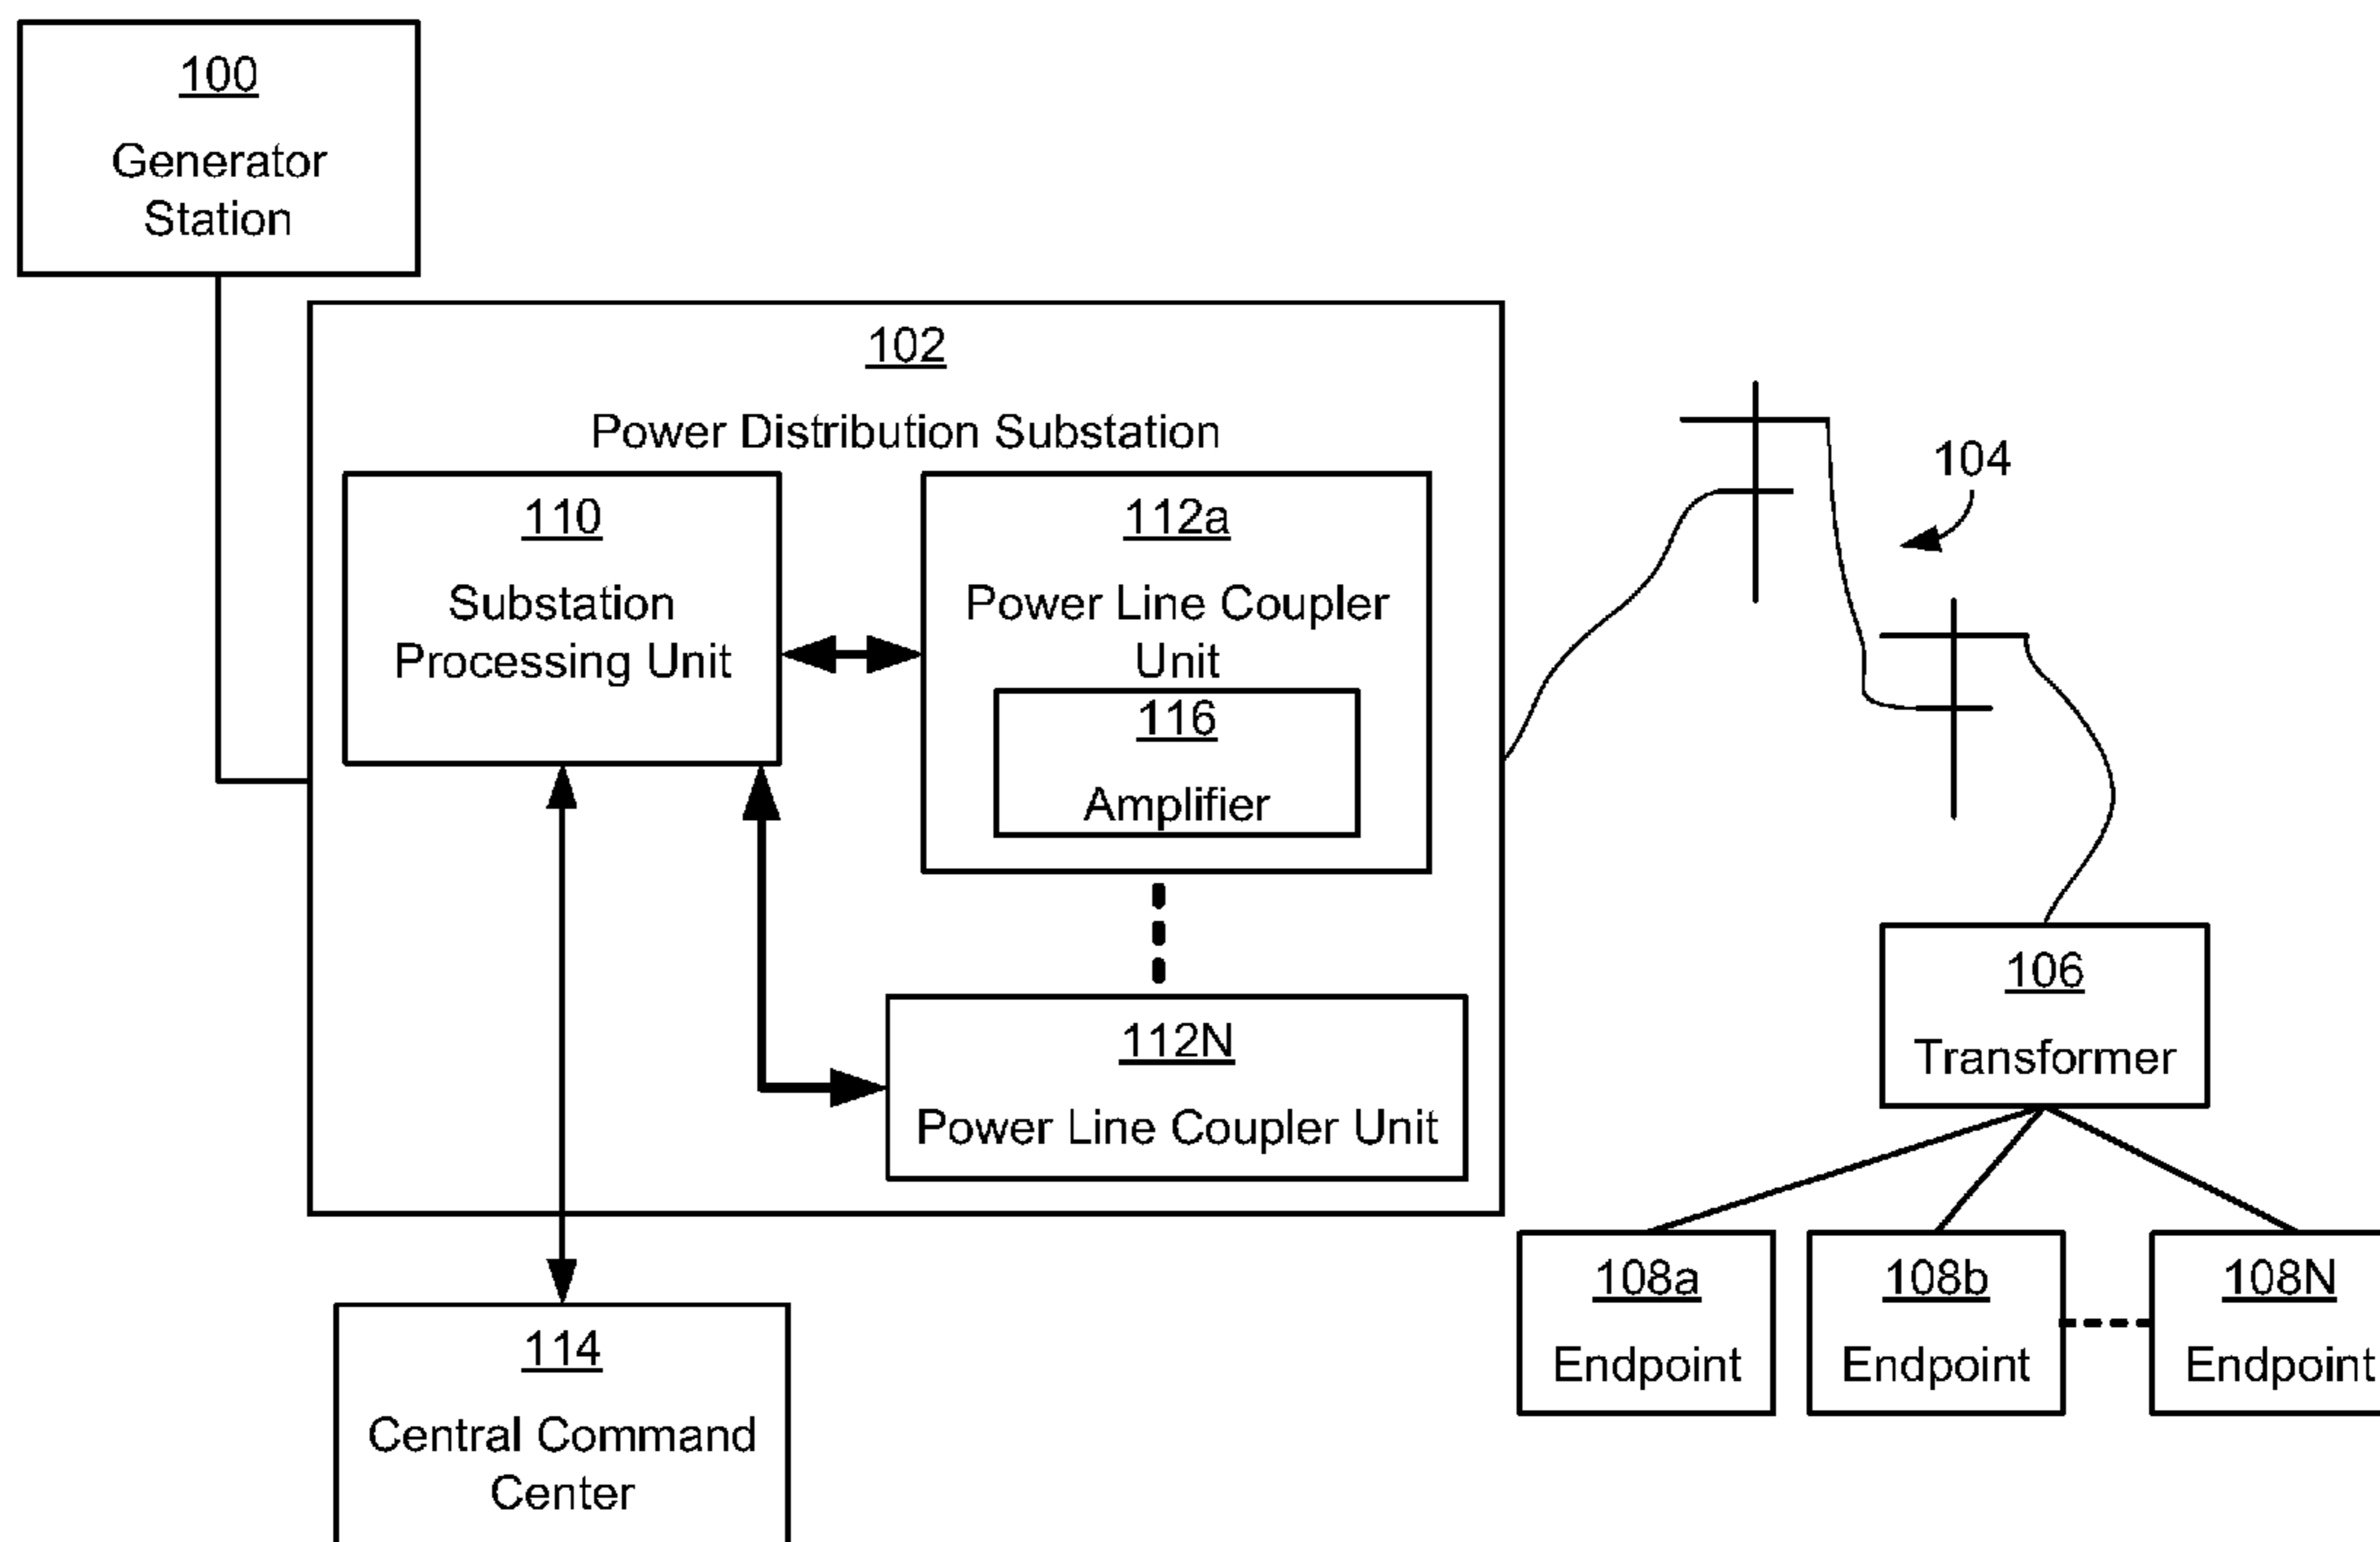 100
Generator
Station
102
Power Distribution Substation
110
Substation
Processing Unit
112a
Power Line Coupler
Unit
116
Amplifier
112N
Power Line Coupler Unit
104
106
Transformer
108a
Endpoint
108b
Endpoint
108N
Endpoint
114
Central Command
Center